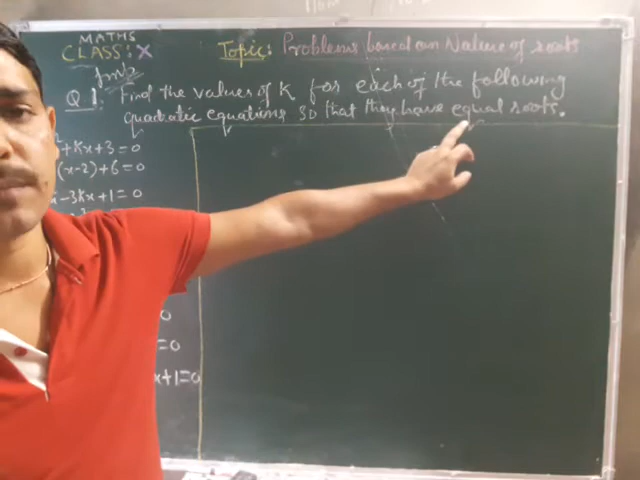 MATHS
CLASS: X
Topic: Problems based on Nature of roots
Imp
Q 1. Find the values of K for each of the following
quadratic equations so that they have equal roots.
+Kx+3=0
(x-2)+6=0
-3Kx+1=0
0
=0
x+1=0